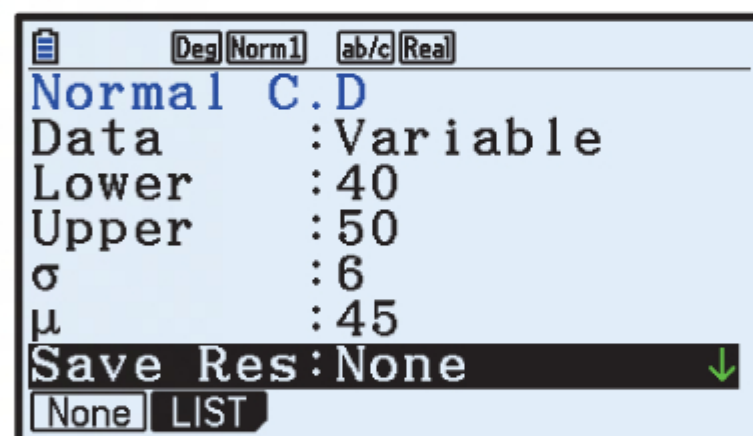 Deg Norm1 ab/c Real
Normal C.D
Data :Variable
Lower :40
Upper :50
σ :6
μ :45
Save Res:None
None LIST